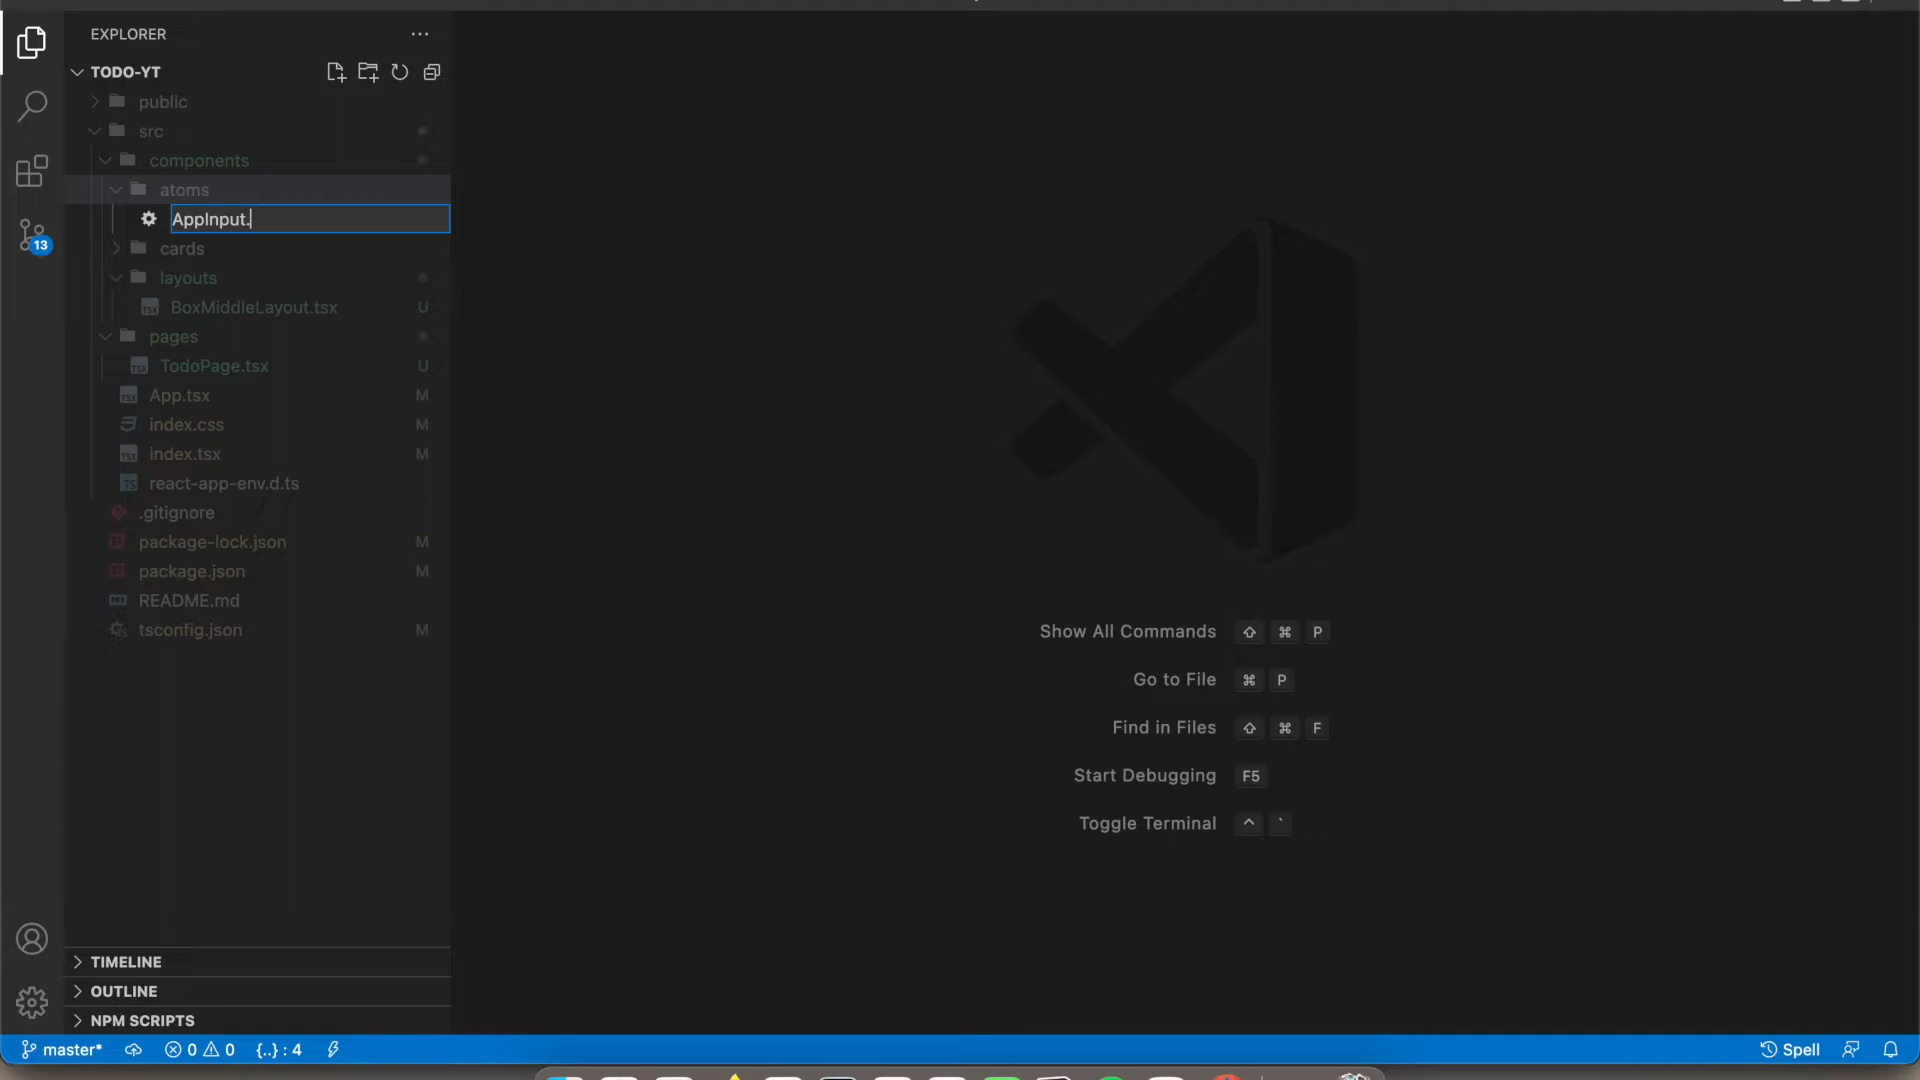 EXPLORER
TODO-YT
public
src
components
atoms
AppInput.
cards
layouts
BoxMiddleLayout.tsx U
pages
TodoPage.tsx U
App.tsx M
index.css M
index.tsx M
react-app-env.d.ts
.gitignore
package-lock.json M
package.json M
README.md
tsconfig.json M
13
Show All Commands ⇧ ⌘ P
Go to File ⌘ P
Find in Files ⇧ ⌘ F
Start Debugging F5
Toggle Terminal ^ `
TIMELINE
OUTLINE
NPM SCRIPTS
master* 0 0 {..} : 4 Spell